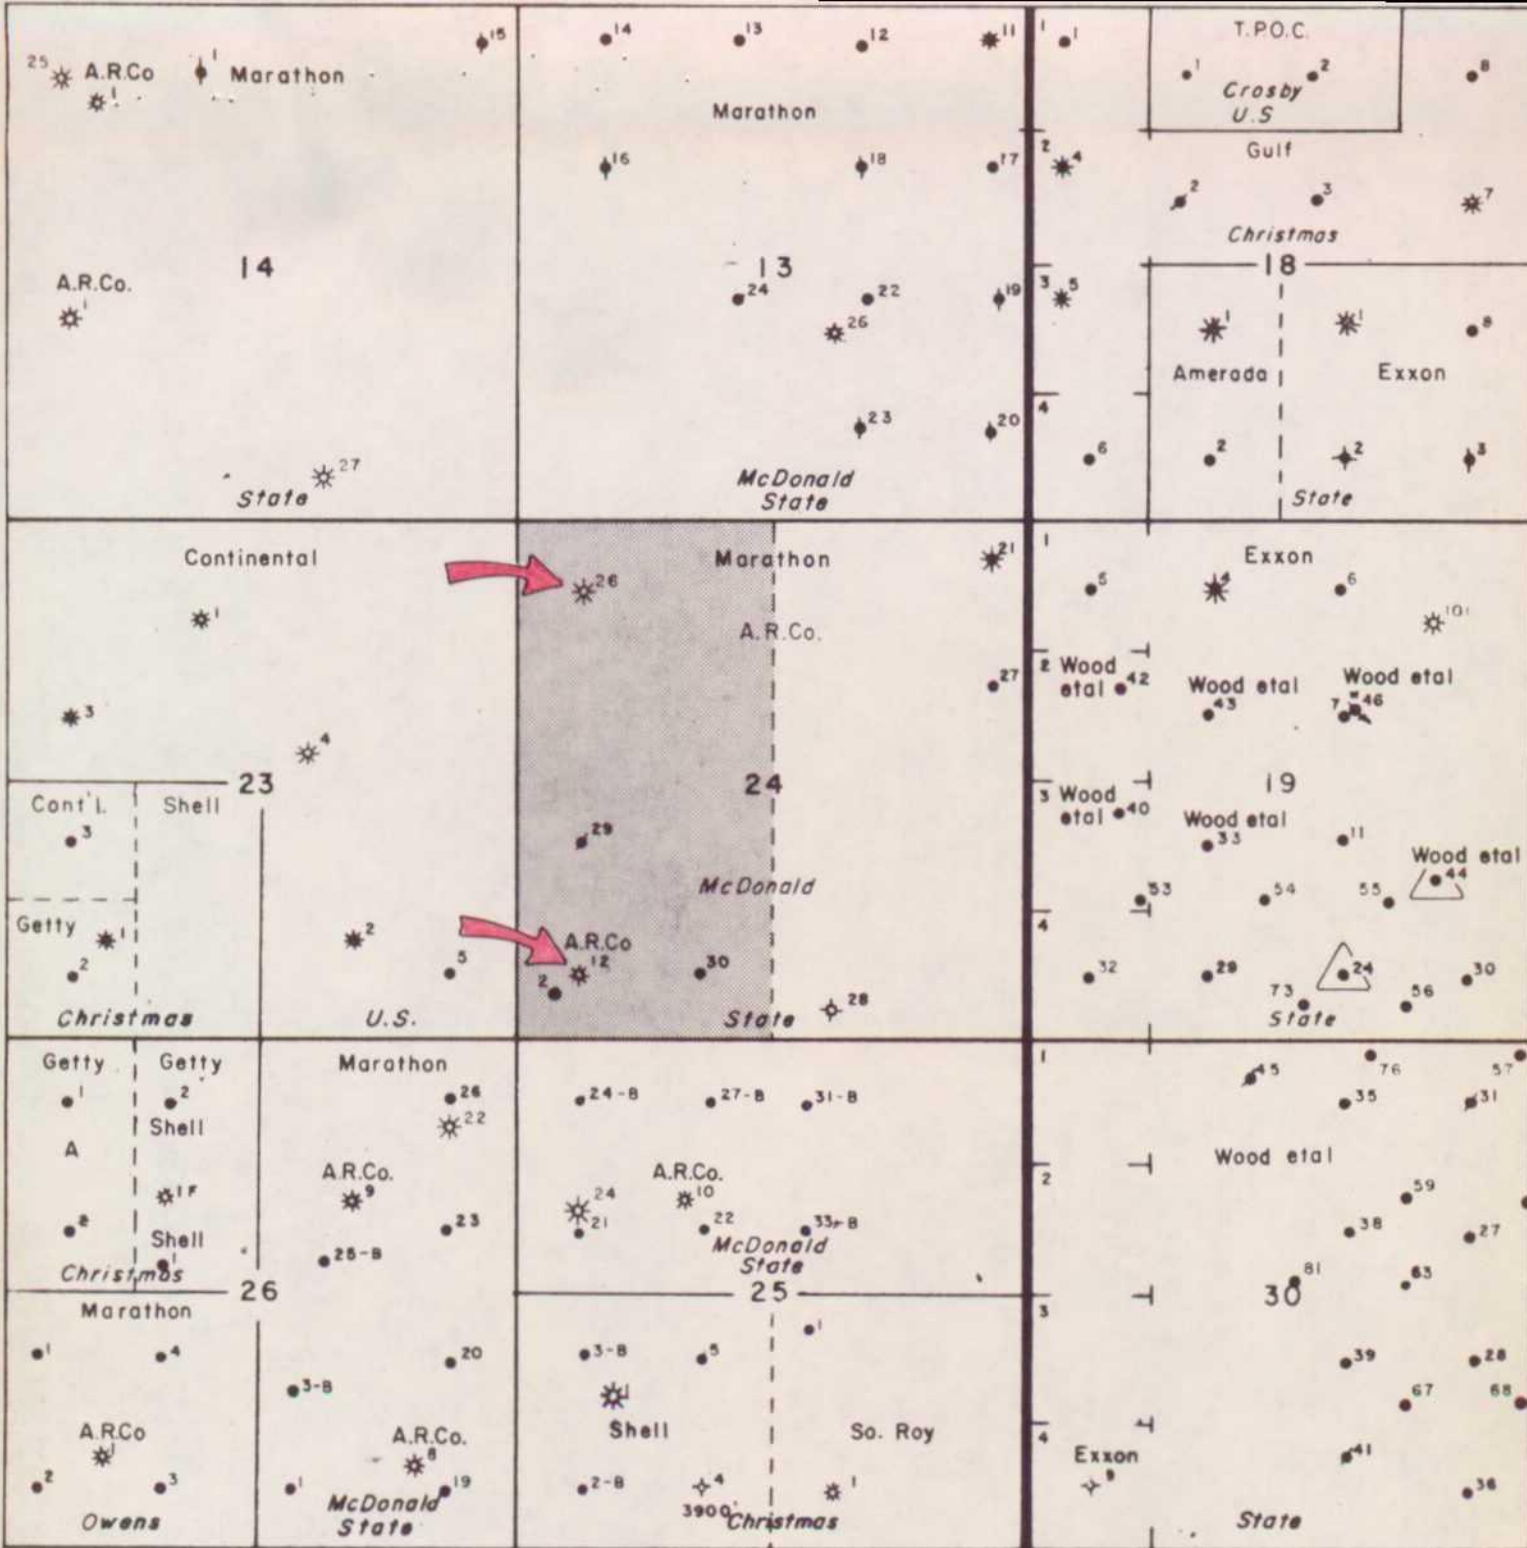 25 A.R.Co
1
1 Marathon
15
A.R.Co.
1
14
27
State
14 13 12 11
Marathon
16 18 17
13
24 22 19
26
23 20
McDonald
State
1 1
2 4
3 5
4
6
T.P.O.C.
1 2
Crosby
U.S
8
Gulf
2 3 7
Christmas
18
1 1 8
Amerada Exxon
2 2 3
State
Continental
1
3
4
23
Cont'l. Shell
3
Getty 1
2
Christmas
2
5
U.S.
Marathon
26 21
A.R.Co.
27
24
29
McDonald
A.R.Co
12 30
2
28
State
1 Exxon
5 4 6
101
2 Wood
etal 42
Wood etal
43
Wood etal
7 46
3 Wood
etal 40
19
Wood etal
33 11
Wood etal
44
53 54 55
4
32 29 24 30
73 56
State
Getty Getty
1 2
Shell
A
1F
2
Shell
1
Christmas
Marathon
26
22
A.R.Co.
9
23
25-B
26
Marathon
1 4
A.R.Co
1
2 3
Owens
20
3-B
A.R.Co.
8
1 19
McDonald
State
24-B 27-B 31-B
A.R.Co.
24 10
21 22 33-B
McDonald
State
25
1
3-B 5
1
Shell So. Roy
2-B 4 1
3900'
Christmas
1
45 76 57
35 31
Wood etal
2
59
38 27
81 63
30
3
39 28
67 68
4
41
Exxon
9
36
State